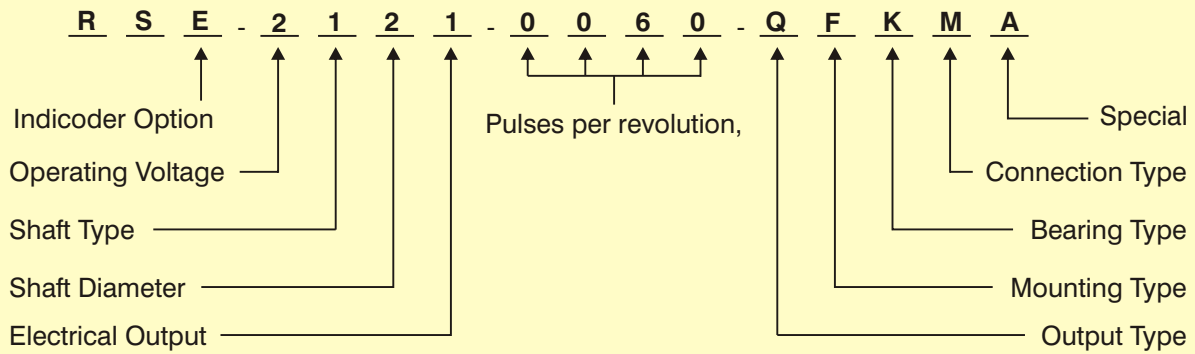 R S E - 2 1 2 1 - 0 0 6 0 - Q F K M A
Indicoder Option
Pulses per revolution,
Special
Operating Voltage
Connection Type
Shaft Type
Bearing Type
Shaft Diameter
Mounting Type
Electrical Output
Output Type